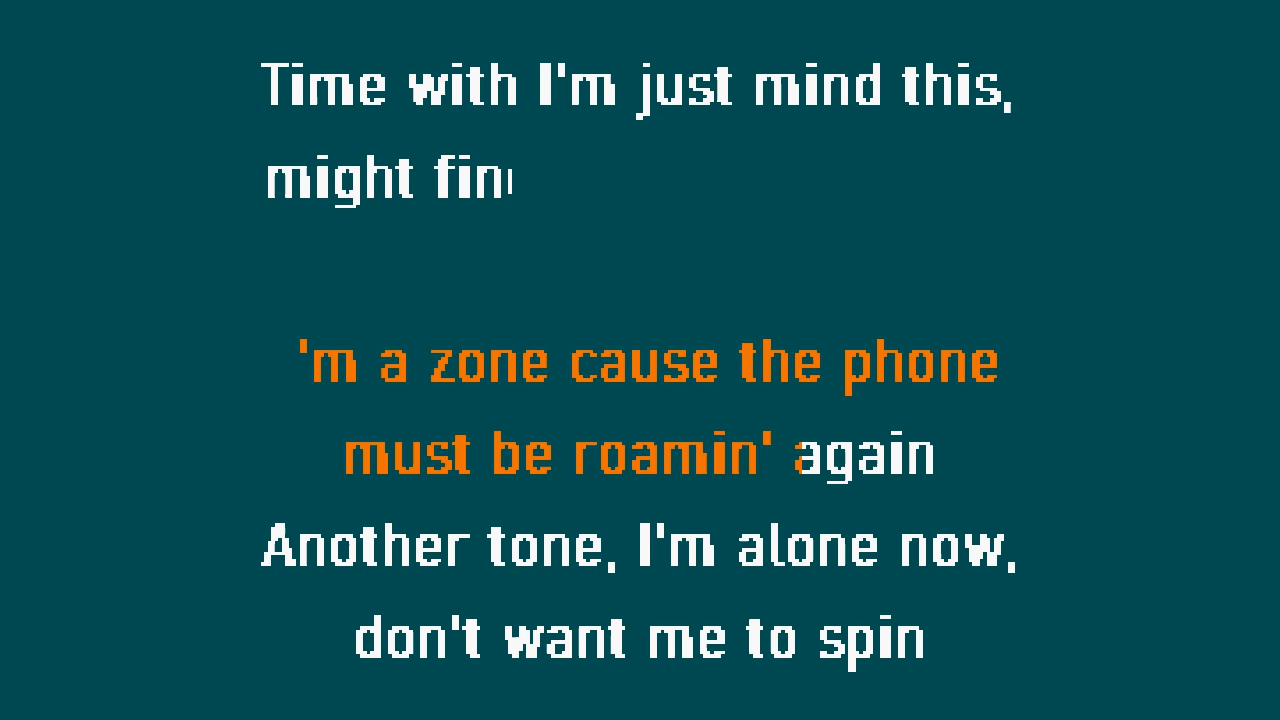 Time with I'm just mind this,
might fin
'm a zone cause the phone
must be roamin' again
Another tone, I'm alone now,
don't want me to spin